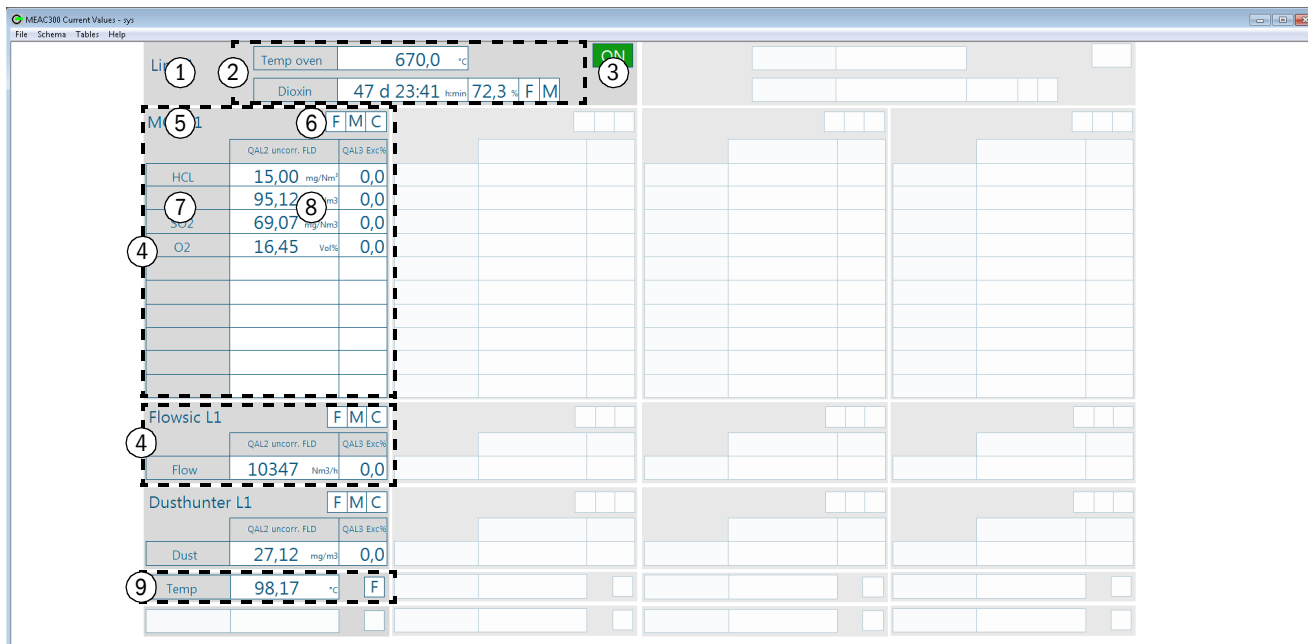 MEAC300 Current Values - sys
File Schema Tables Help
1 2 Temp oven 670,0 °C ON 3
Dioxin 47 d 23:41 h:min 72,3 % F M
5 6 F M C
QAL2 uncorr. FLD QAL3 Exc%
HCL 15,00 mg/Nm³ 0,0
95,12 0,0
7 8
SO2 69,07 mg/Nm3 0,0
4 O2 16,45 Vol% 0,0
Flowsic L1 F M C
4 QAL2 uncorr. FLD QAL3 Exc%
Flow 10347 Nm3/h 0,0
Dusthunter L1 F M C
QAL2 uncorr. FLD QAL3 Exc%
Dust 27,12 mg/m3 0,0
9 Temp 98,17 °C F